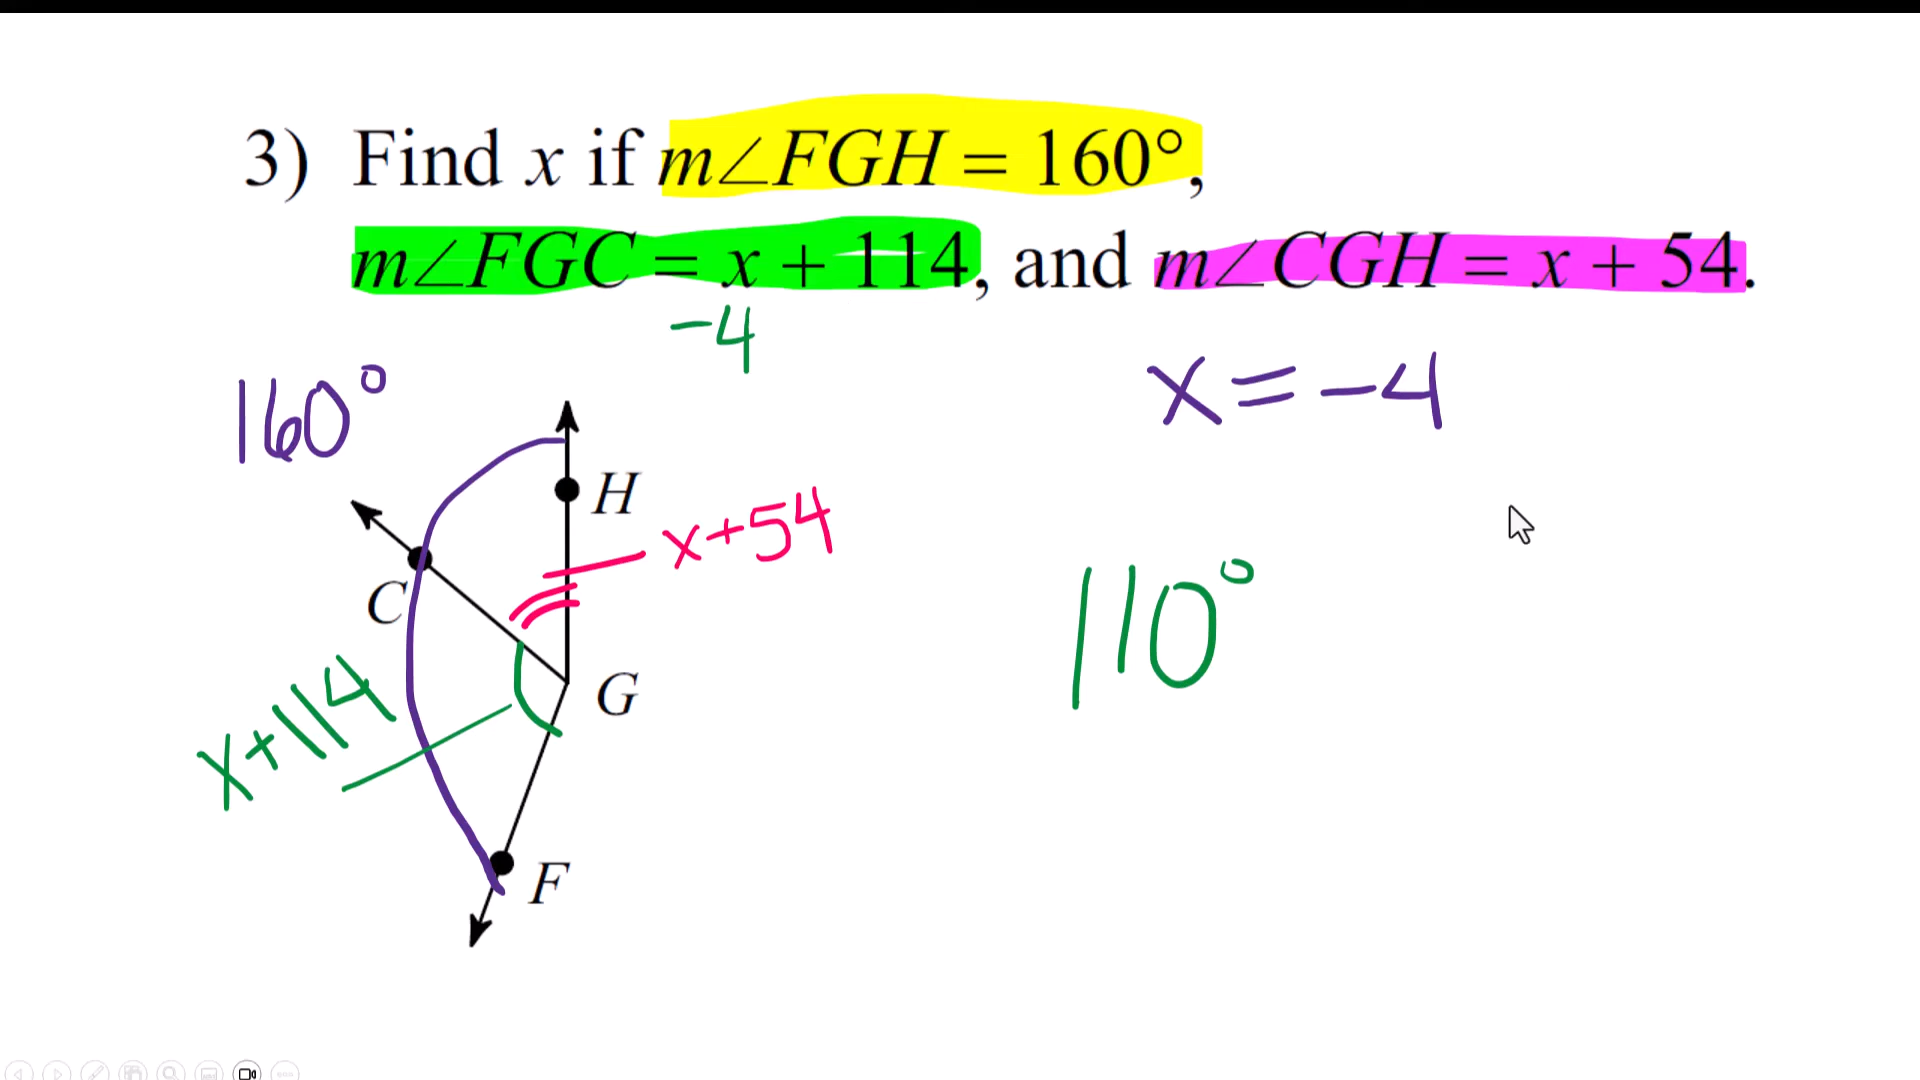 3) Find x if m∠FGH = 160°,
m∠FGC = x + 114, and m∠CGH = x + 54.
-4
160°
x = -4
H
x+54
C
110°
G
x+114
F